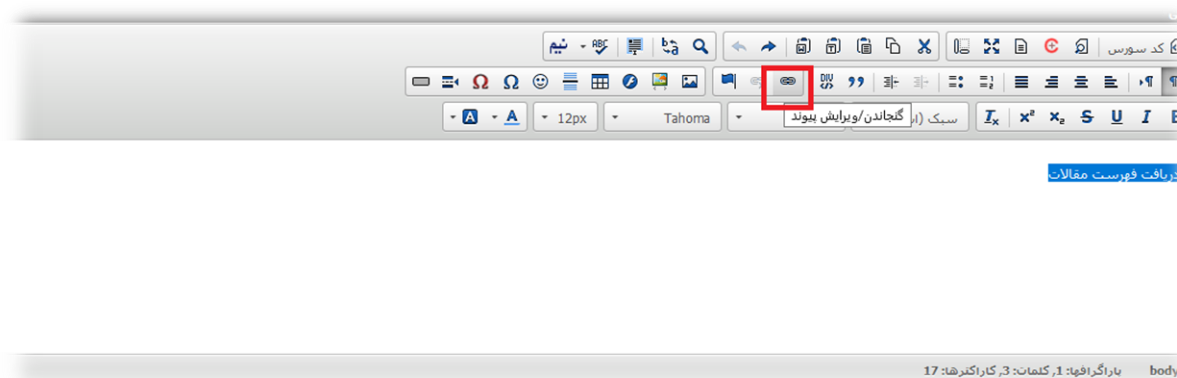 کد سورس
نیم
12px Tahoma سبک
گنجاندن/ویرایش پیوند
دریافت فهرست مقالات
body پاراگرافها: 1, کلمات: 3, کاراکترها: 17